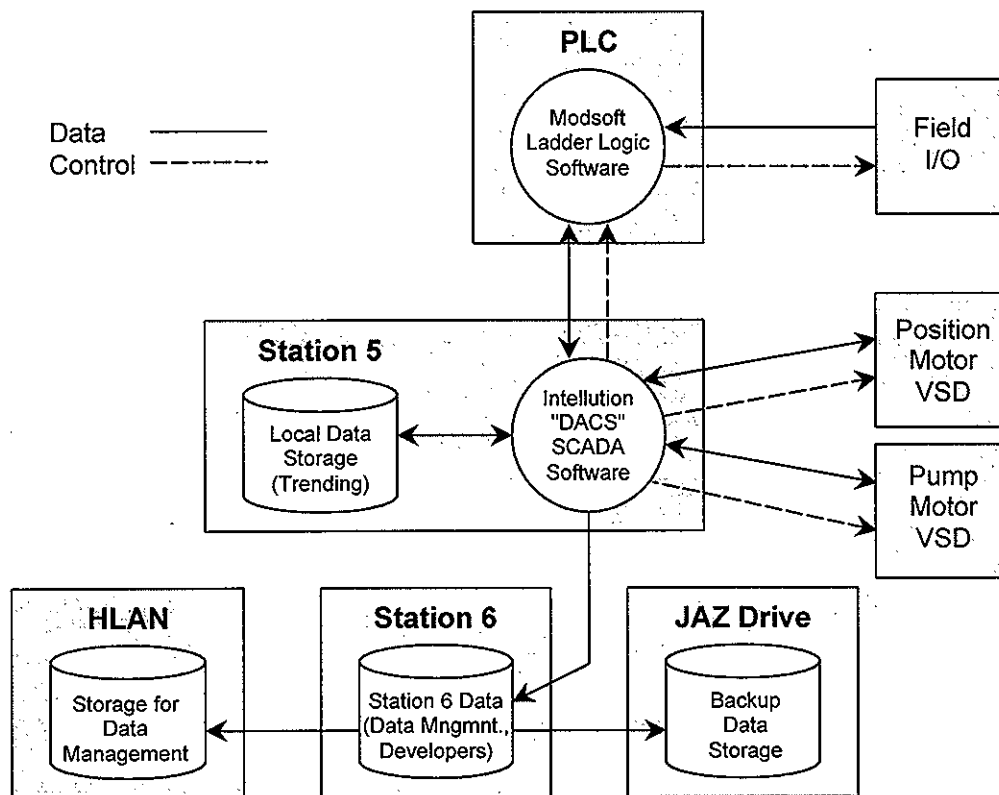 PLC
Modsoft
Ladder Logic
Software
Field
I/O
Data
Control
Station 5
Local Data
Storage
(Trending)
Intellution
"DACS"
SCADA
Software
Position
Motor
VSD
Pump
Motor
VSD
HLAN
Storage for
Data
Management
Station 6
Station 6 Data
(Data Mngmnt.,
Developers)
JAZ Drive
Backup
Data
Storage